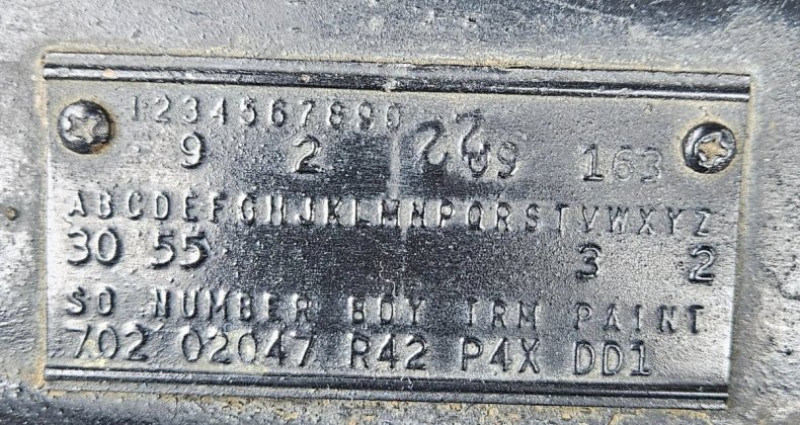 1234567890
9 2 22 09 163
ABCDEFGHJKLMNPQRSTVWXYZ
30 55 3 2
SO NUMBER BDY TRM PAINT
702 02047 R42 P4X DD1